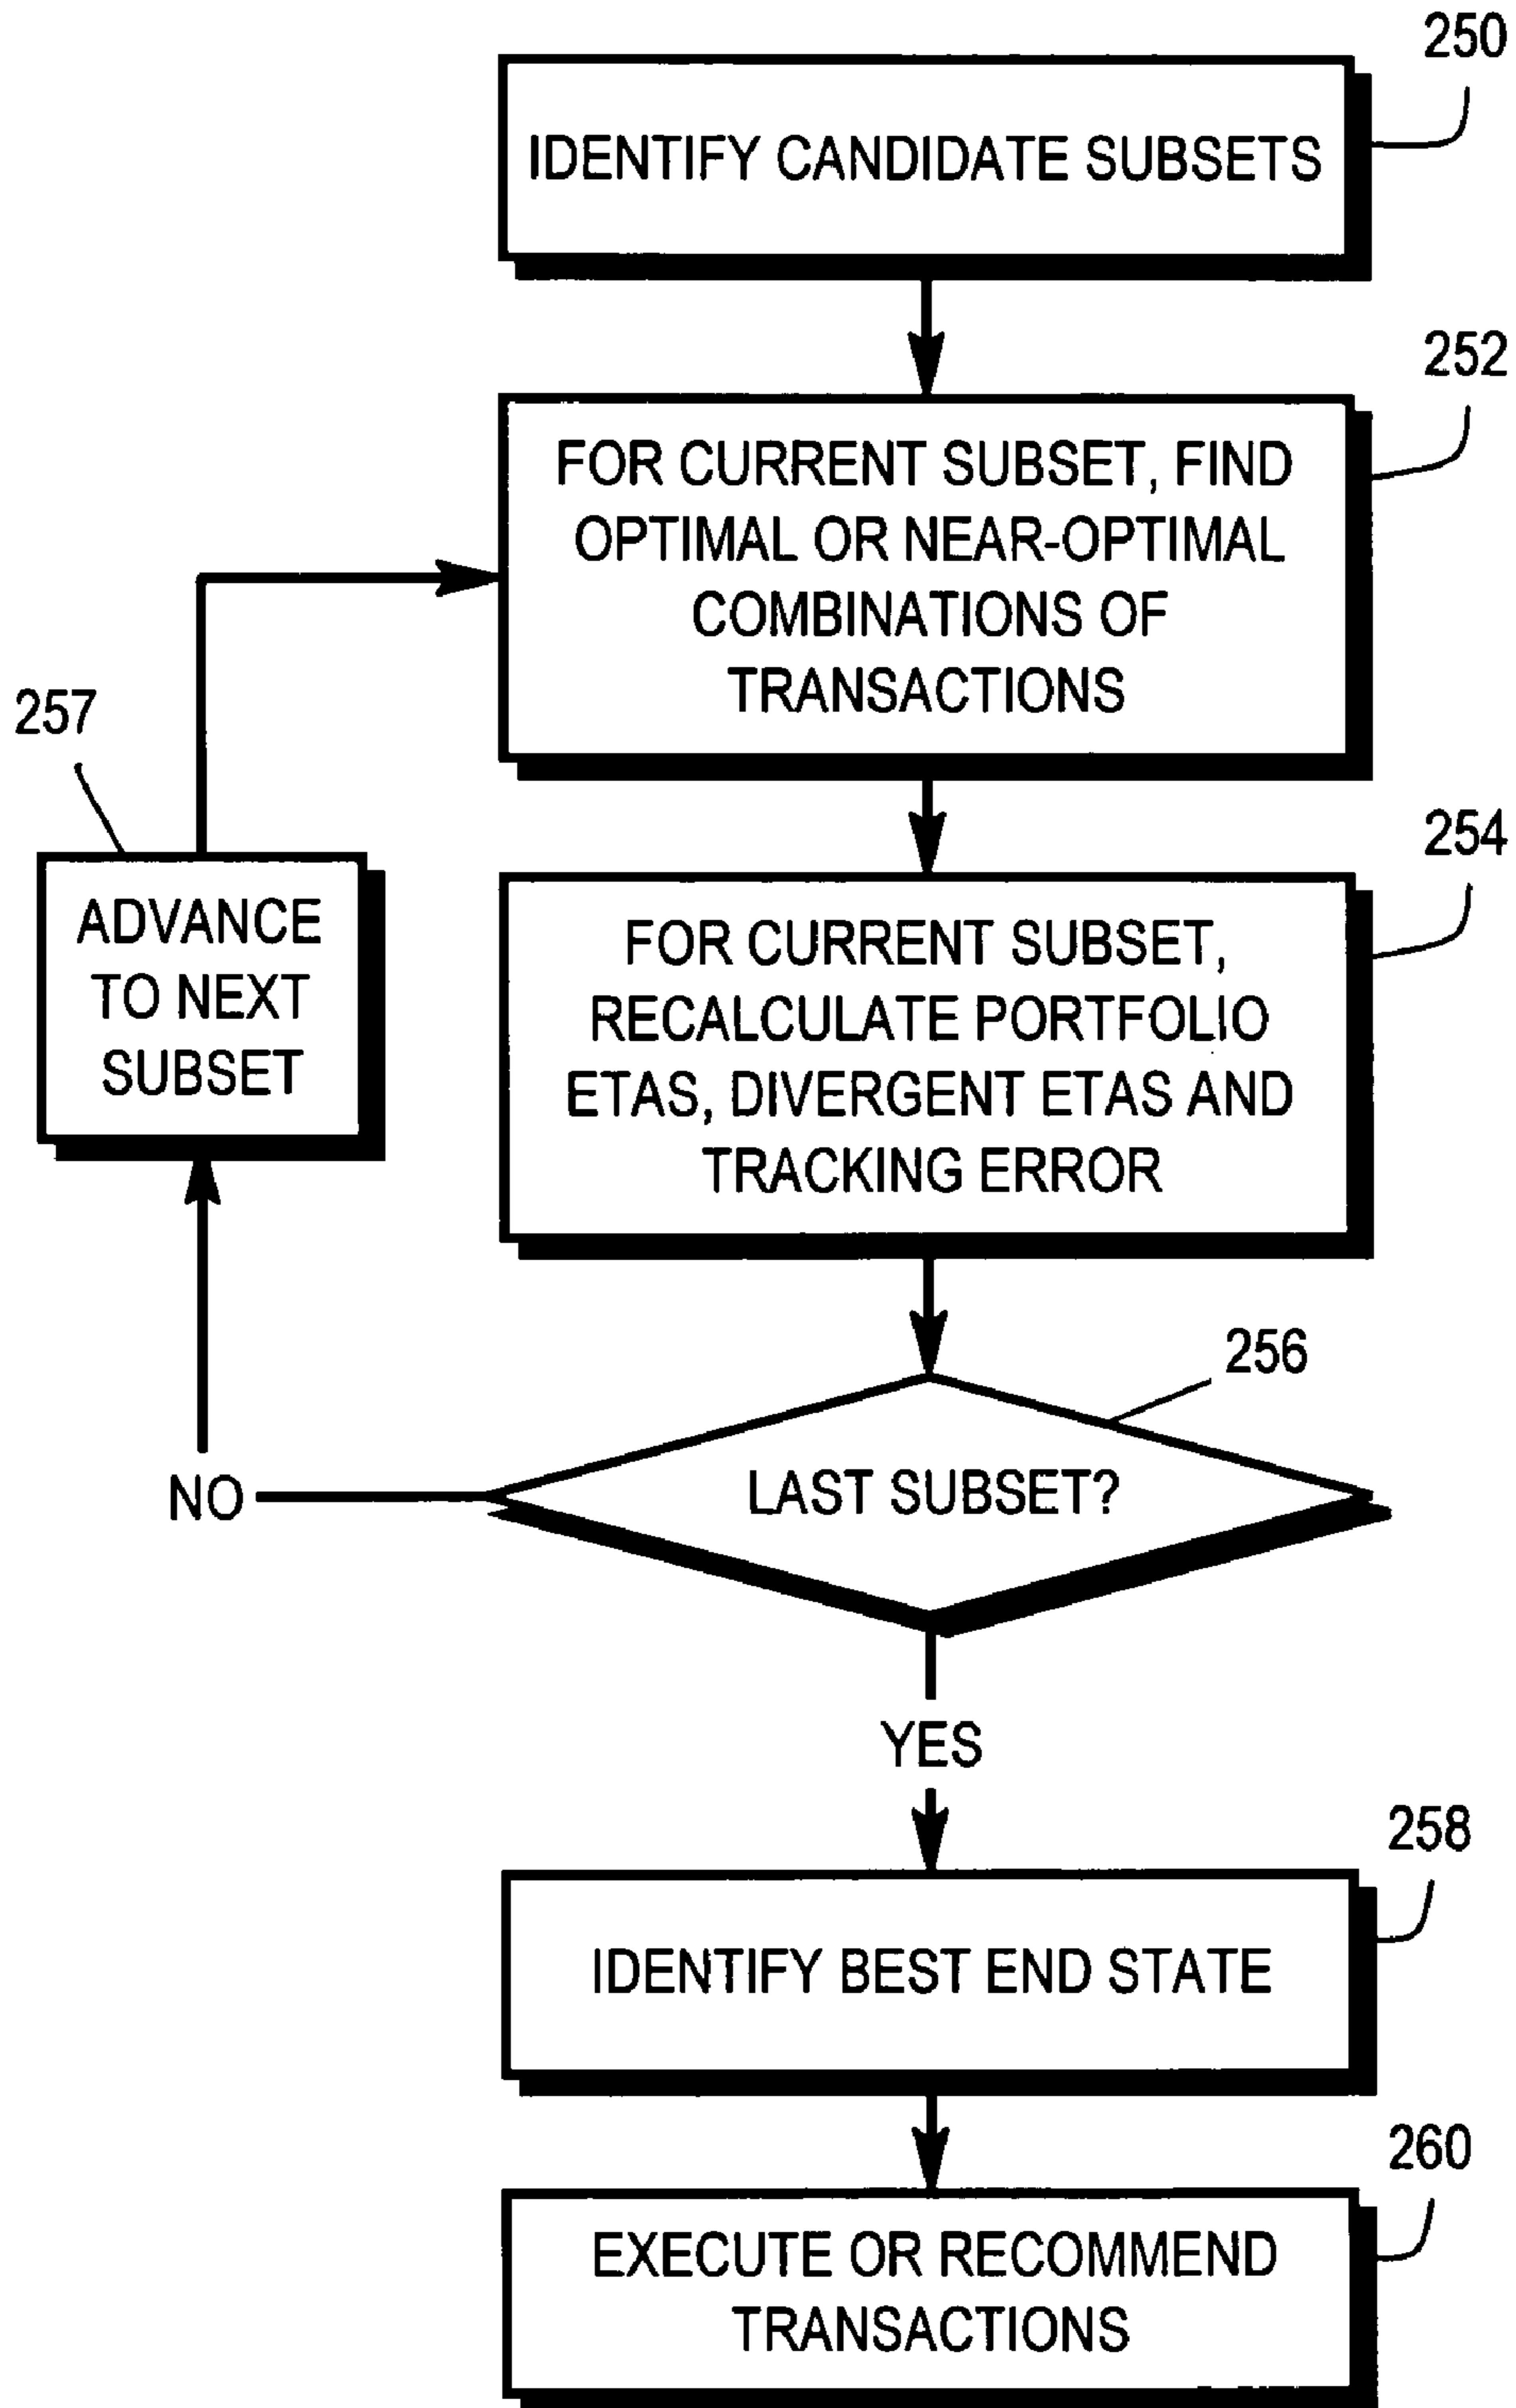 250
IDENTIFY CANDIDATE SUBSETS
252
FOR CURRENT SUBSET, FIND
OPTIMAL OR NEAR-OPTIMAL
COMBINATIONS OF
TRANSACTIONS
257
ADVANCE
TO NEXT
SUBSET
254
FOR CURRENT SUBSET,
RECALCULATE PORTFOLIO
ETAS, DIVERGENT ETAS AND
TRACKING ERROR
256
LAST SUBSET?
NO
YES
258
IDENTIFY BEST END STATE
260
EXECUTE OR RECOMMEND
TRANSACTIONS